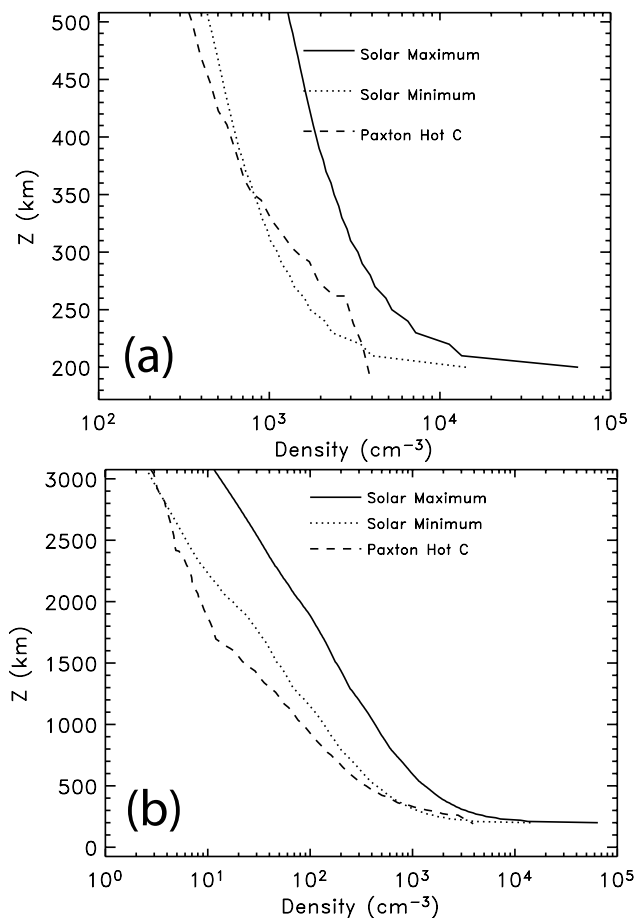 500
450
400
350
300
250
200
Z (km)
Solar Maximum
Solar Minimum
Paxton Hot C
(a)
10²
10³
10⁴
10⁵
Density (cm⁻³)
3000
2500
2000
1500
1000
500
0
Z (km)
Solar Maximum
Solar Minimum
Paxton Hot C
(b)
10⁰
10¹
10²
10³
10⁴
10⁵
Density (cm⁻³)